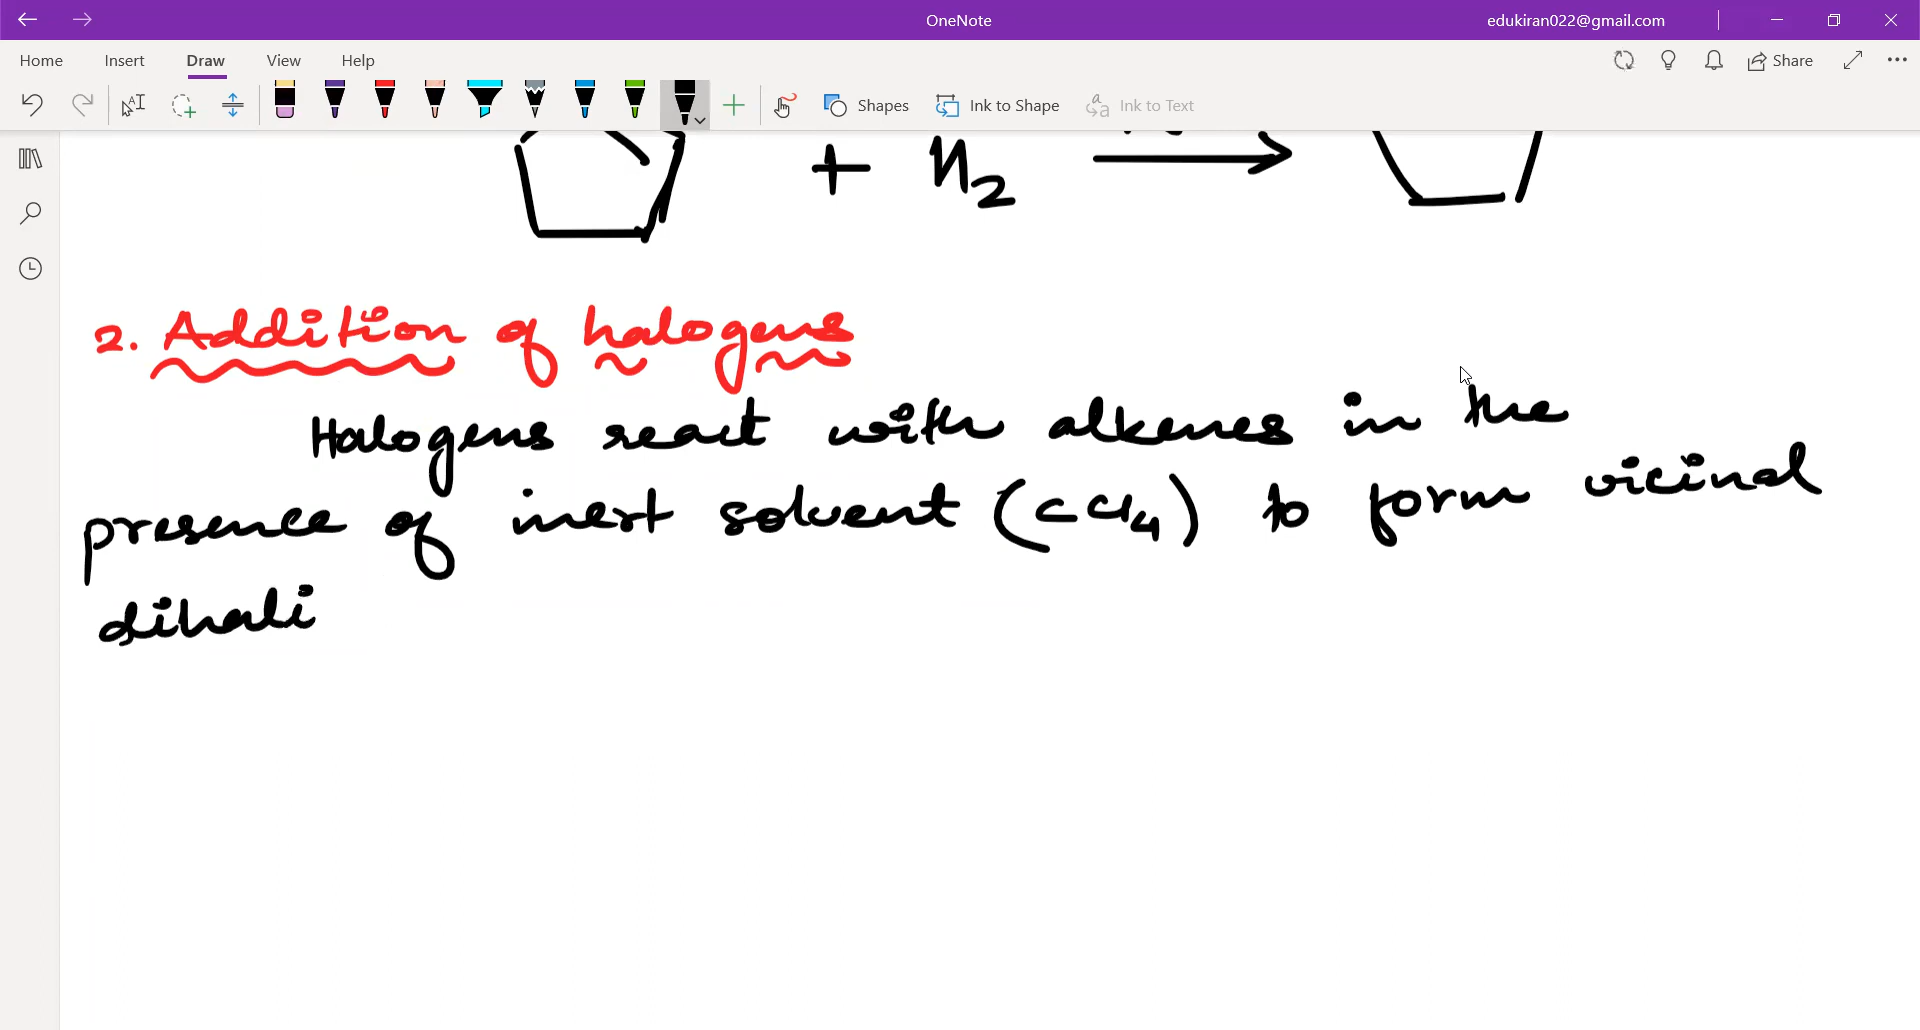 OneNote
edukiran022@gmail.com
Home Insert Draw View Help
Share
Shapes Ink to Shape Ink to Text
+ H2
2. Addition of halogens
Halogens react with alkenes in the
presence of inert solvent (CCl4) to form vicinal
dihali